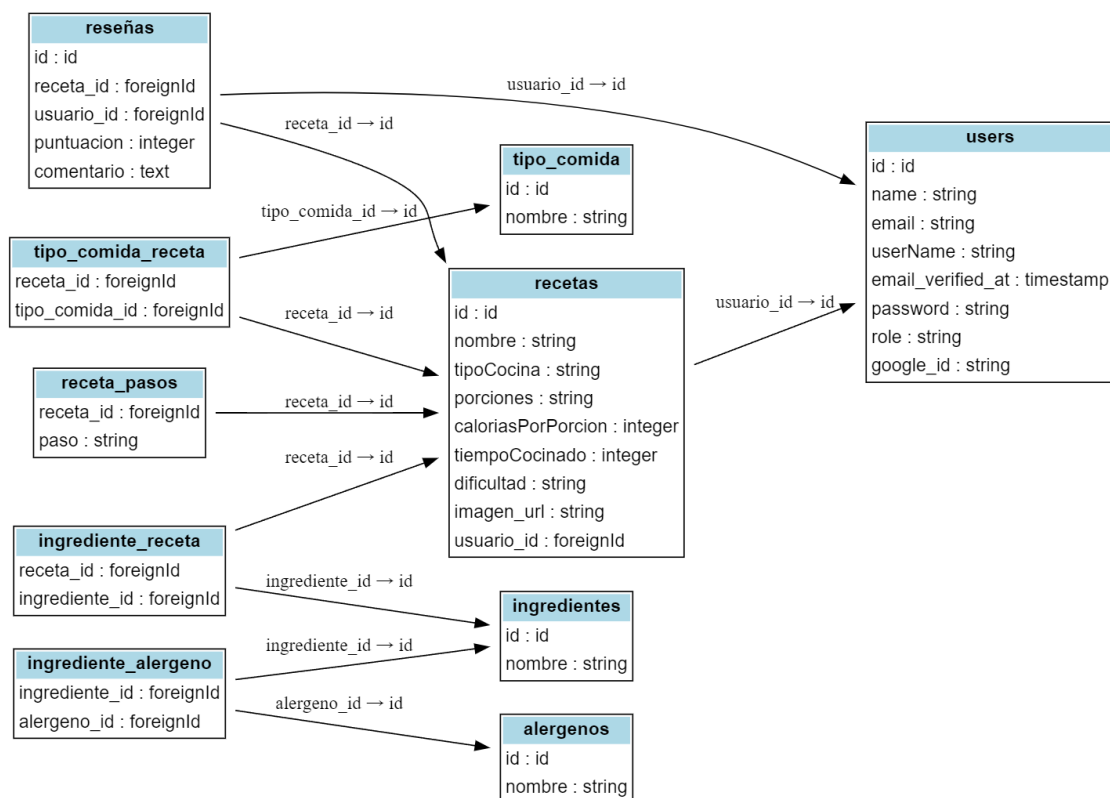 reseñas
id : id
receta_id : foreignId
usuario_id : foreignId
puntuacion : integer
comentario : text
tipo_comida_receta
receta_id : foreignId
tipo_comida_id : foreignId
receta_pasos
receta_id : foreignId
paso : string
ingrediente_receta
receta_id : foreignId
ingrediente_id : foreignId
ingrediente_alergeno
ingrediente_id : foreignId
alergeno_id : foreignId
usuario_id → id
receta_id → id
tipo_comida_id → id
receta_id → id
receta_id → id
receta_id → id
ingrediente_id → id
ingrediente_id → id
alergeno_id → id
tipo_comida
id : id
nombre : string
recetas
id : id
nombre : string
tipoCocina : string
porciones : string
caloriasPorPorcion : integer
tiempoCocinado : integer
dificultad : string
imagen_url : string
usuario_id : foreignId
ingredientes
id : id
nombre : string
alergenos
id : id
nombre : string
usuario_id → id
users
id : id
name : string
email : string
userName : string
email_verified_at : timestamp
password : string
role : string
google_id : string